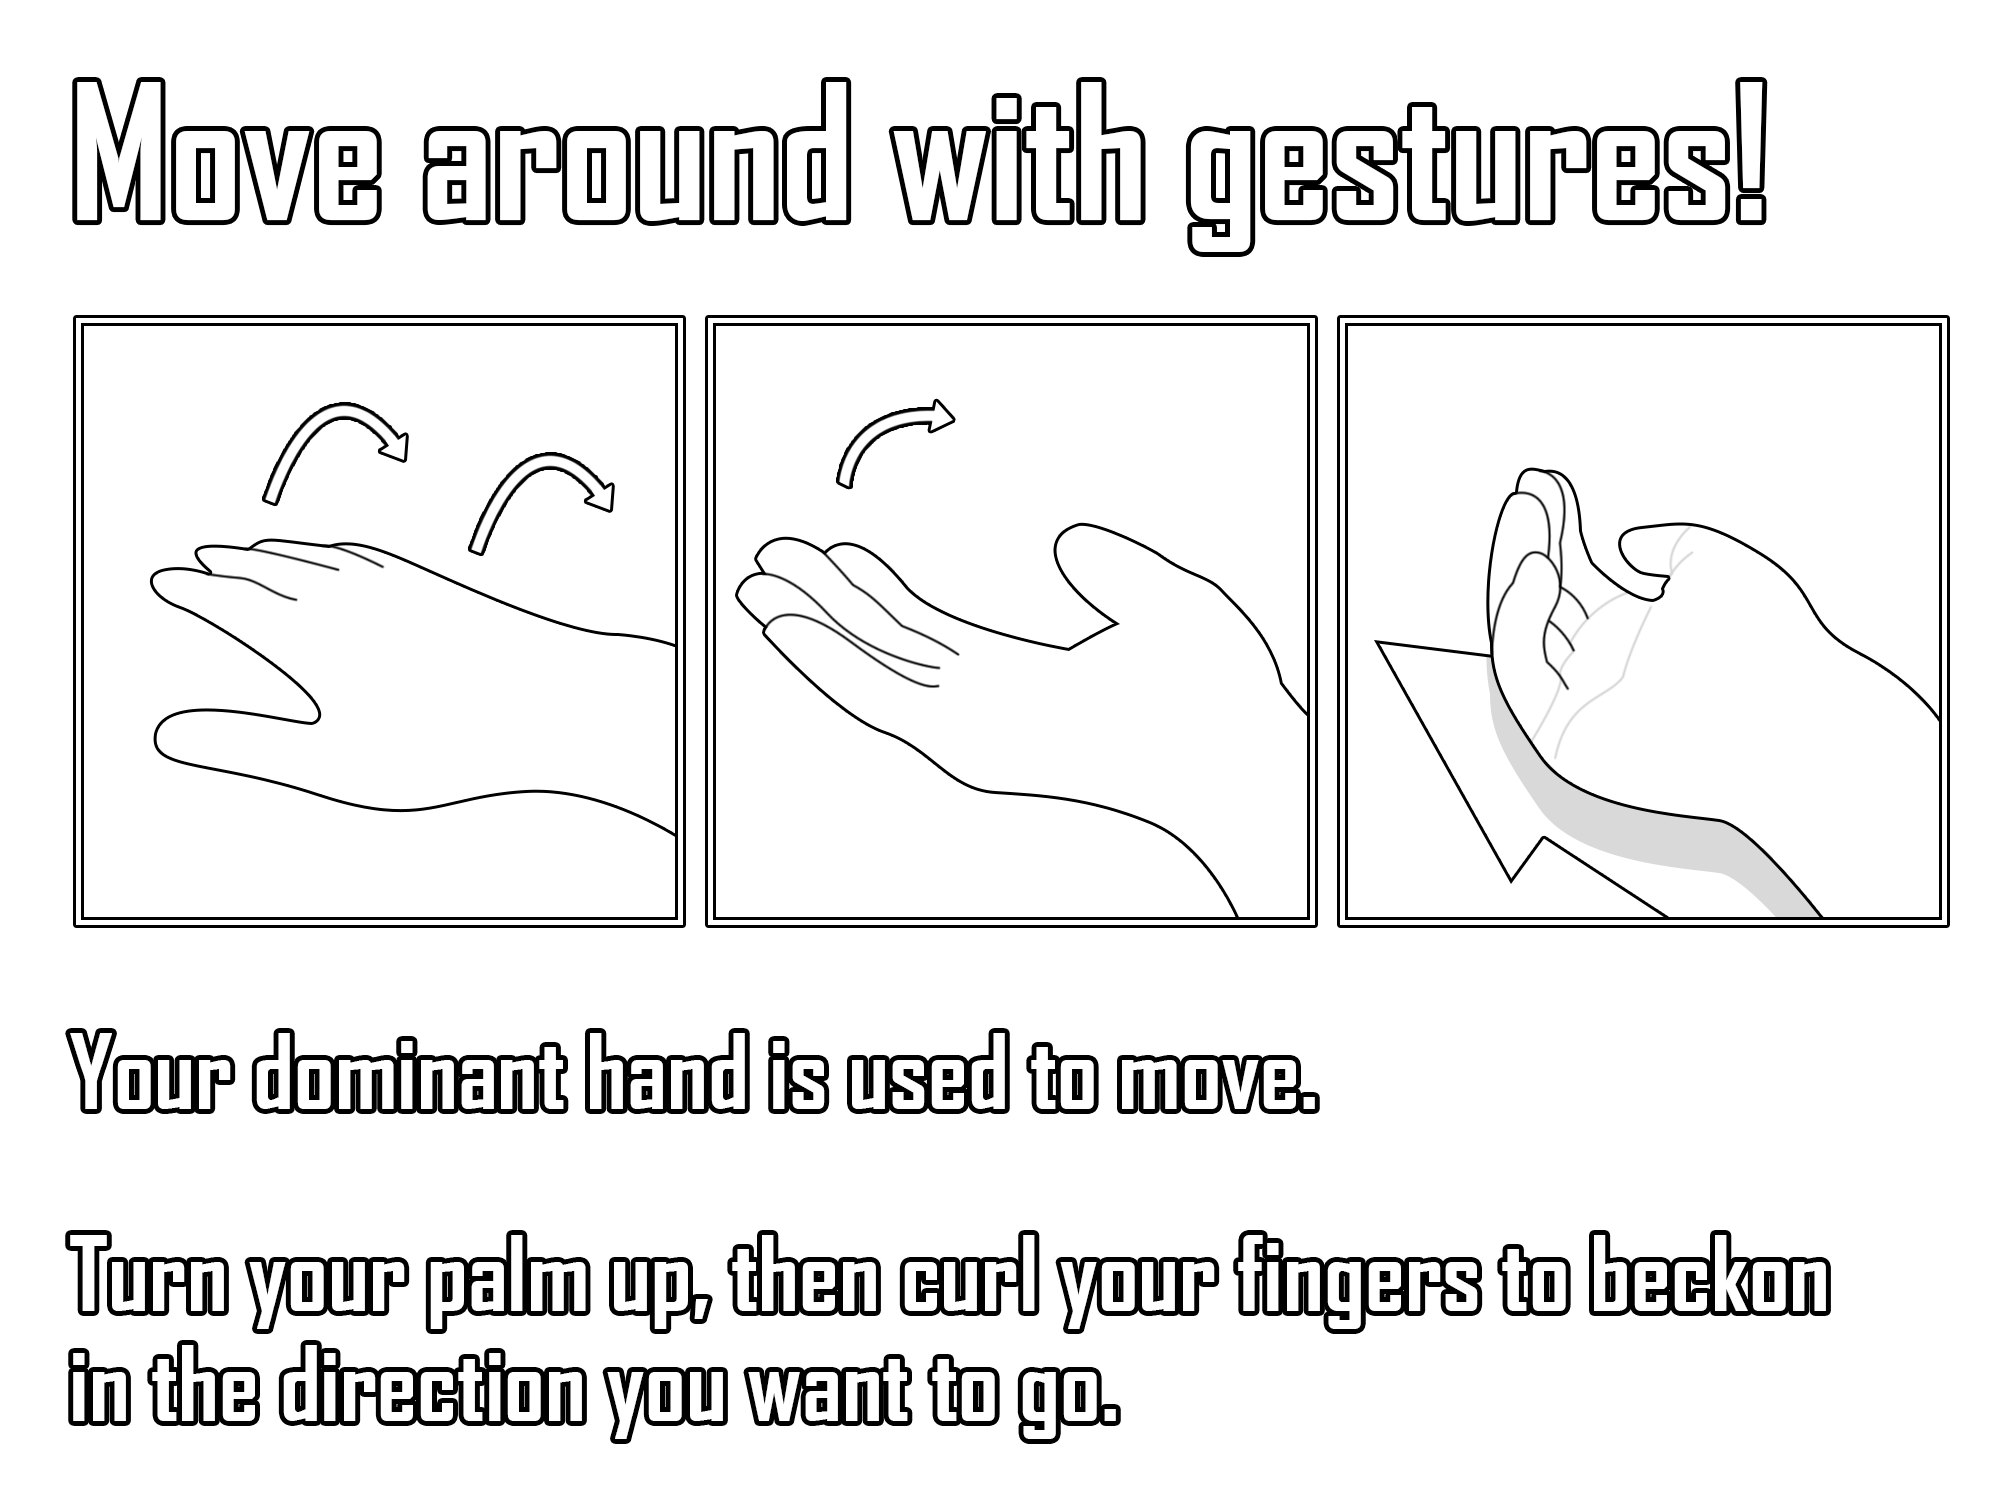 Move around with gestures!
Your dominant hand is used to move.
Turn your palm up, then curl your fingers to beckon
in the direction you want to go.